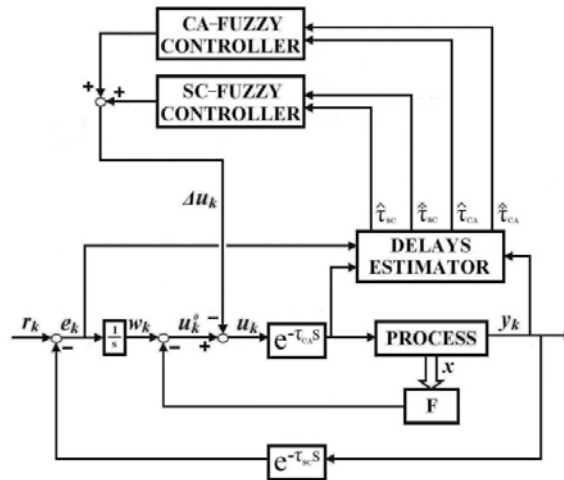 CA-FUZZY
CONTROLLER
+
+
SC-FUZZY
CONTROLLER
Δu_k
τ̂_SC
τ̂̇_SC
τ̂_CA
τ̂̇_CA
DELAYS
ESTIMATOR
r_k
e_k
1/s
w_k
u_k^o
−
u_k
e^{-τ_CA s}
PROCESS
y_k
−
−
+
x
F
e^{-τ_SC s}